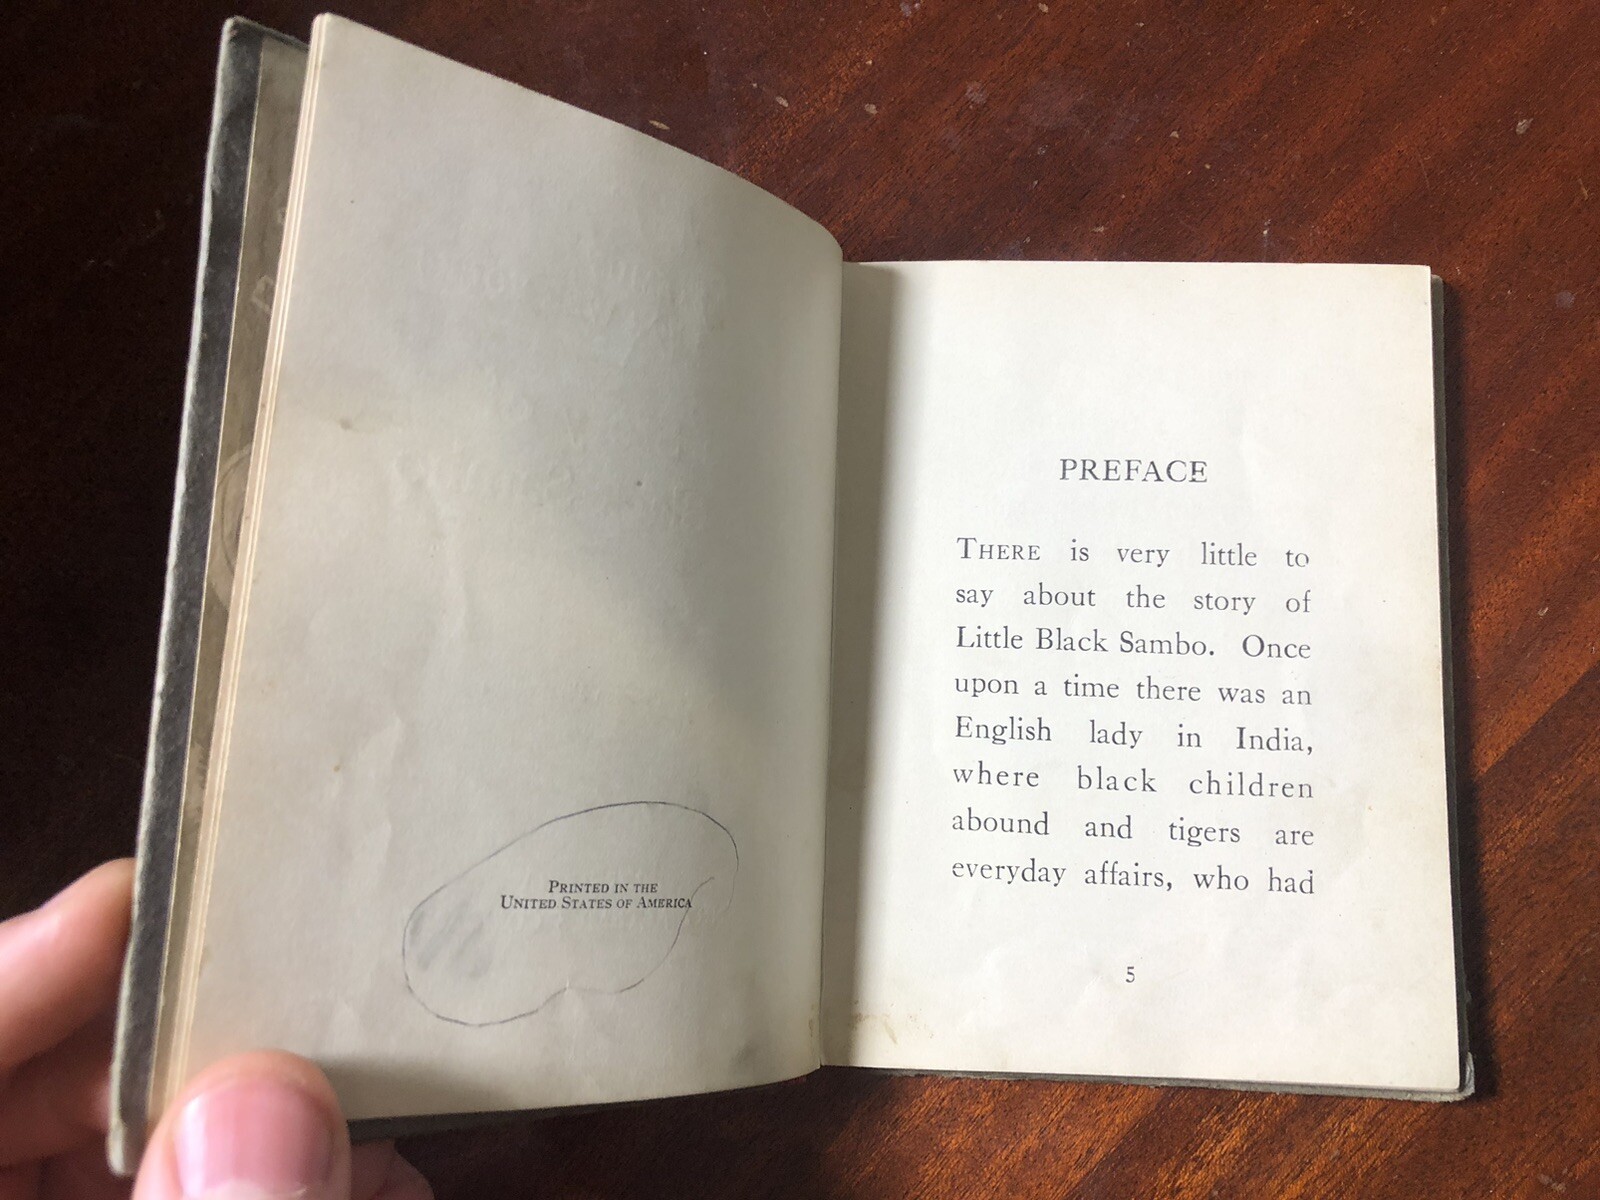 PRINTED IN THE
UNITED STATES OF AMERICA
PREFACE
THERE is very little to
say about the story of
Little Black Sambo. Once
upon a time there was an
English lady in India,
where black children
abound and tigers are
everyday affairs, who had
5